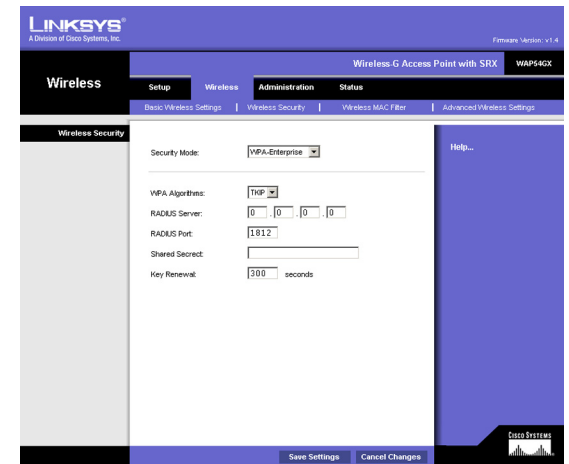 LINKSYS®
A Division of Cisco Systems, Inc.
Firmware Version: v1.4
Wireless-G Access Point with SRX WAP54GX
Wireless
Setup Wireless Administration Status
Basic Wireless Settings | Wireless Security | Wireless MAC Filter | Advanced Wireless Settings
Wireless Security
Help...
Security Mode: WPA-Enterprise
WPA Algorithms: TKIP
RADIUS Server: 0 . 0 . 0 . 0
RADIUS Port: 1812
Shared Secrect:
Key Renewal: 300 seconds
CISCO SYSTEMS
Save Settings Cancel Changes